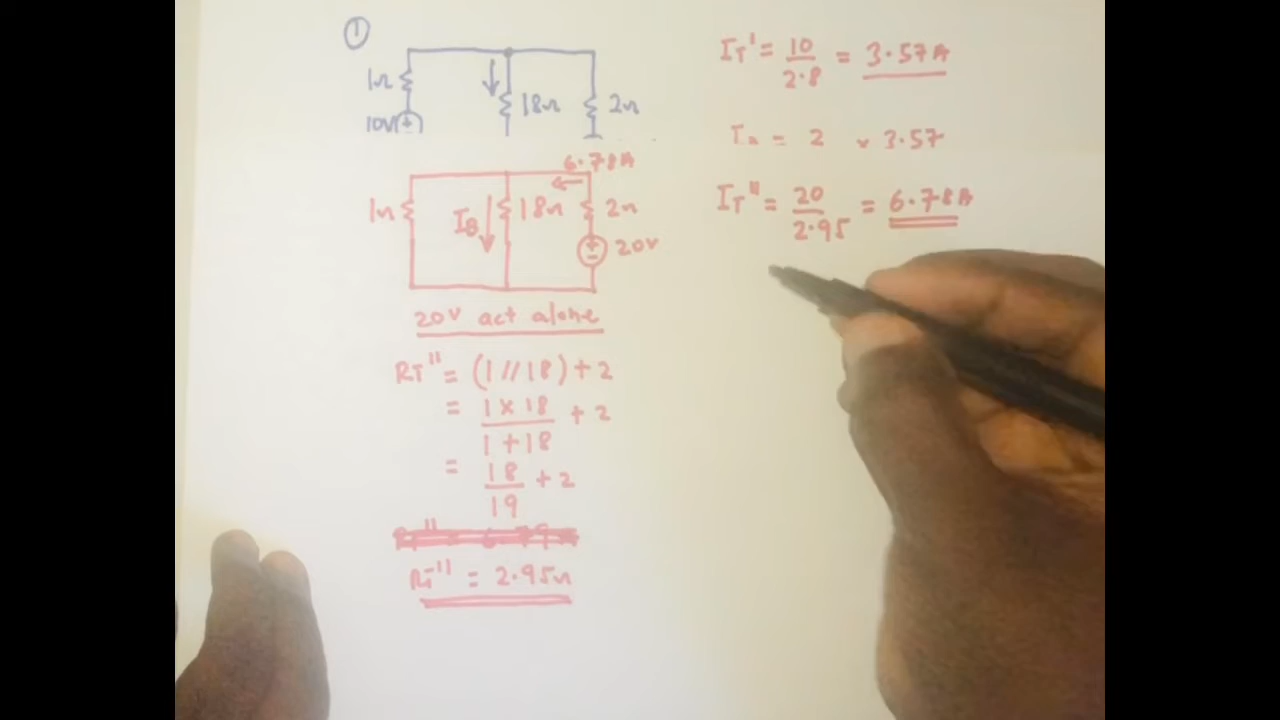 ①
1Ω
18Ω
2Ω
10V
6.78A
1Ω
IB
18Ω
2Ω
20V
20V act alone
RT'' = (1//18)+2
= 1 × 18 / 1 + 18 + 2
= 18 / 19 + 2
RT'' = 2.95Ω
IT' = 10 / 2.8 = 3.57A
= 2 × 3.57
IT'' = 20 / 2.95 = 6.78A